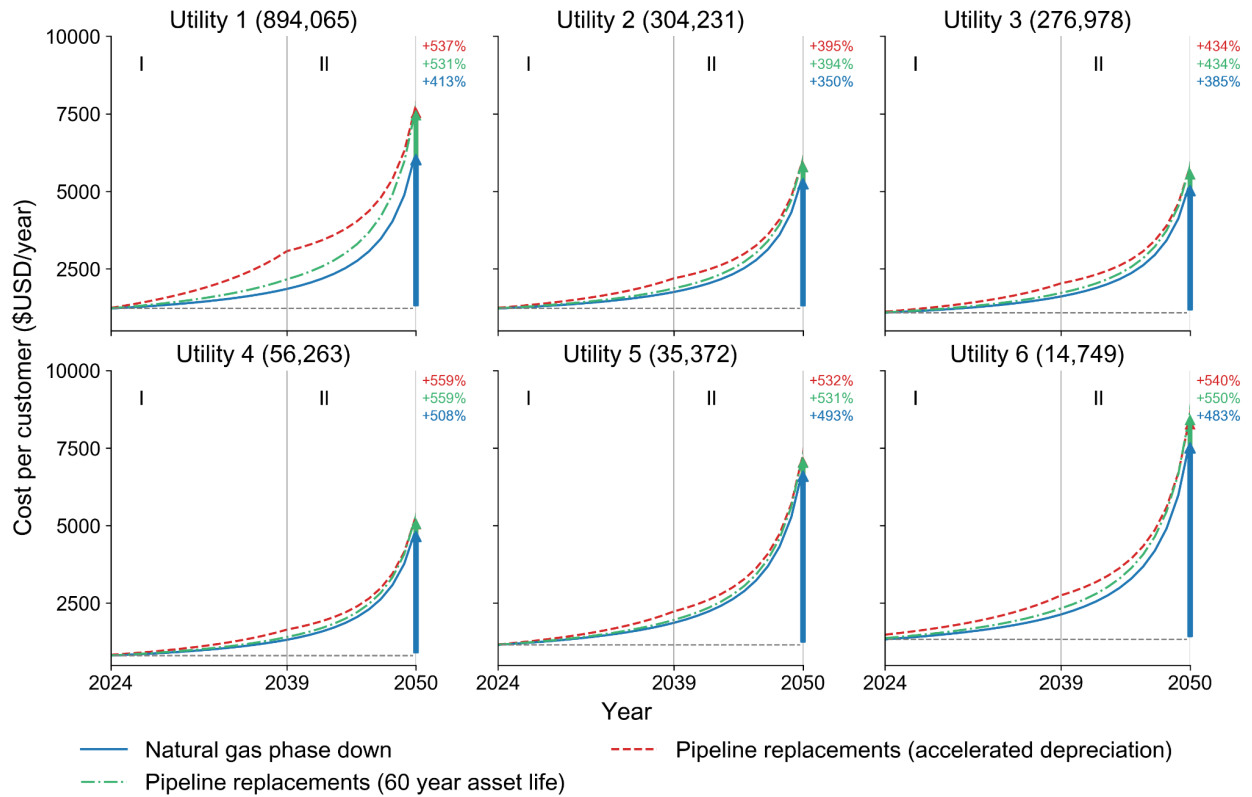 Utility 1 (894,065)
Utility 2 (304,231)
Utility 3 (276,978)
10000
7500
5000
2500
I
II
+537%
+531%
+413%
I
II
+395%
+394%
+350%
I
II
+434%
+434%
+385%
Cost per customer ($USD/year)
Utility 4 (56,263)
Utility 5 (35,372)
Utility 6 (14,749)
10000
7500
5000
2500
I
II
+559%
+559%
+508%
I
II
+532%
+531%
+493%
I
II
+540%
+550%
+483%
2024
2039
2050
2024
2039
2050
2024
2039
2050
Year
Natural gas phase down
Pipeline replacements (accelerated depreciation)
Pipeline replacements (60 year asset life)